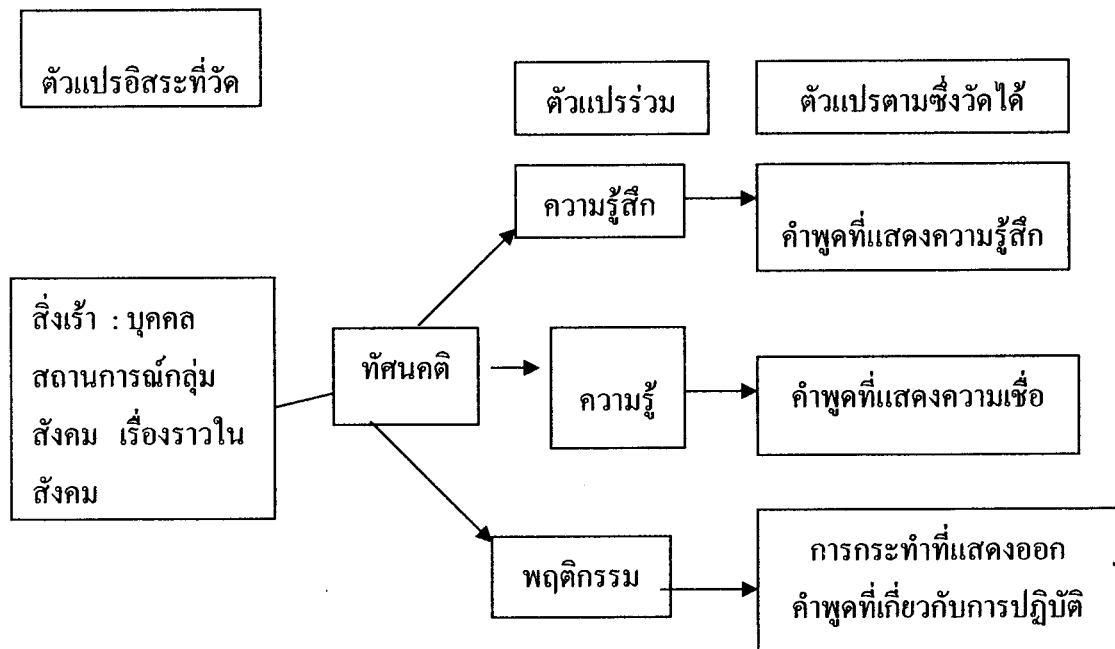 ตัวแปรอิสระที่วัด
ตัวแปรร่วม
ตัวแปรตามซึ่งวัดได้
ความรู้สึก
คำพูดที่แสดงความรู้สึก
สิ่งเร้า : บุคคล
สถานการณ์กลุ่ม
สังคม เรื่องราวใน
สังคม
ทัศนคติ
ความรู้
คำพูดที่แสดงความเชื่อ
พฤติกรรม
การกระทำที่แสดงออก
คำพูดที่เกี่ยวกับการปฏิบัติ